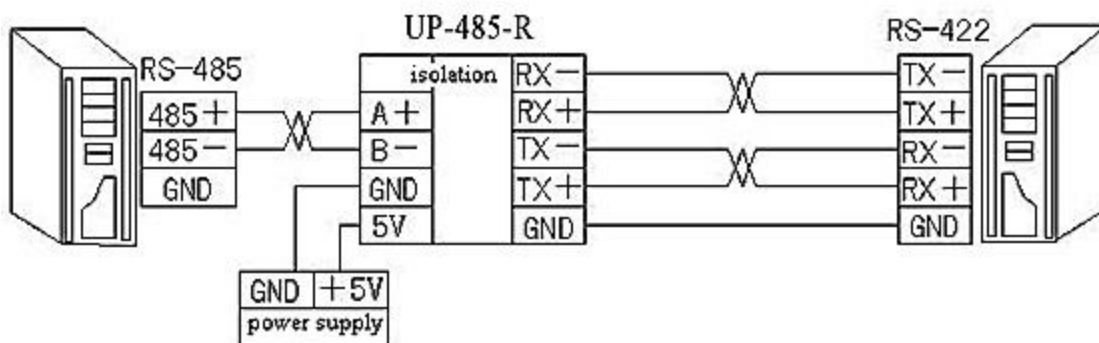 UP-485-R
RS-422
RS-485
485+
485-
GND
isolation
A+
B-
GND
5V
RX-
RX+
TX-
TX+
GND
TX-
TX+
RX-
RX+
GND
GND +5V
power supply